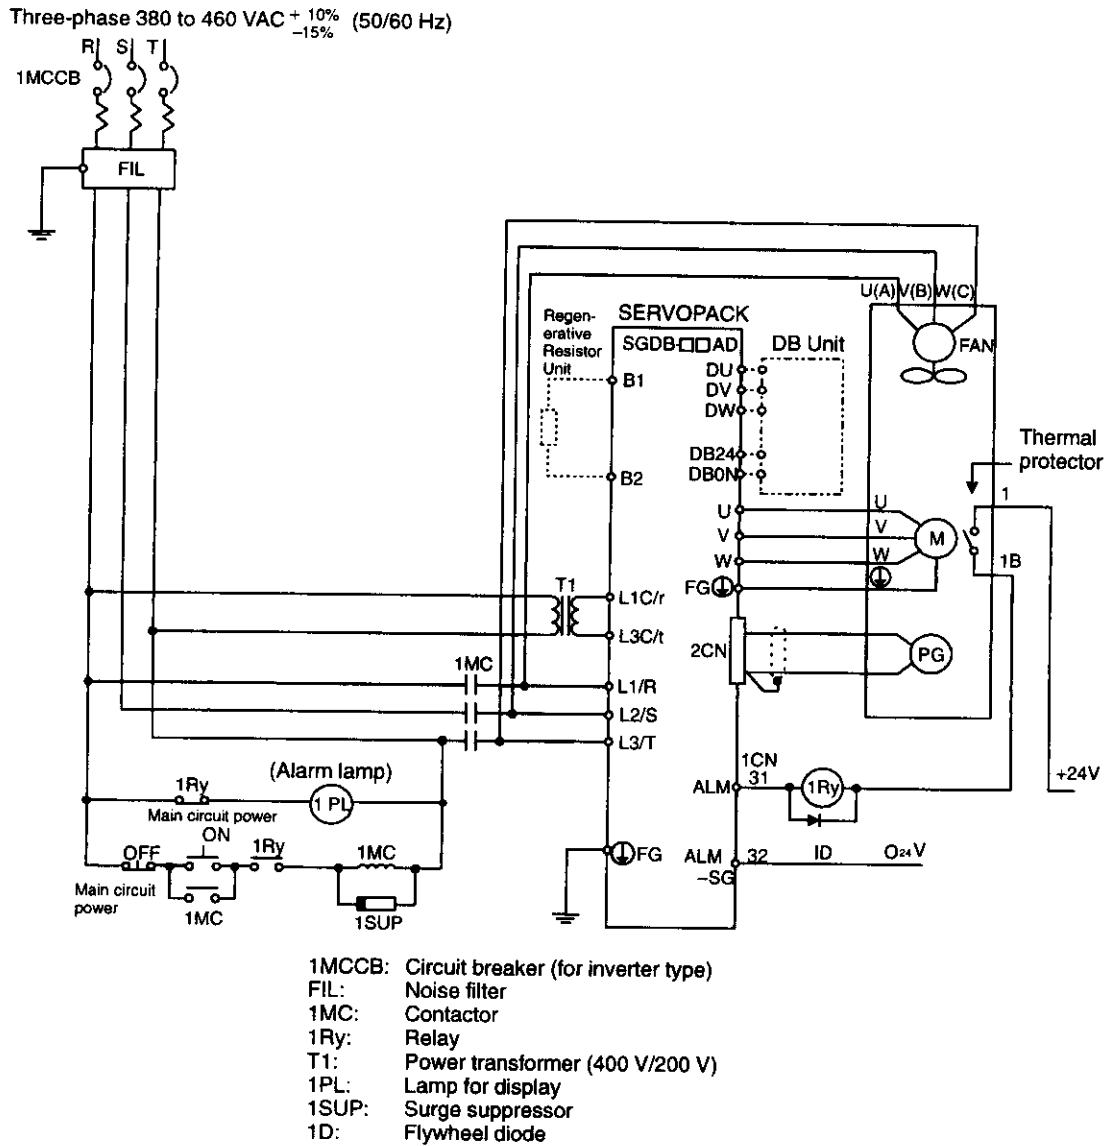 Three-phase 380 to 460 VAC + 10% –15% (50/60 Hz)
R S T
1MCCB
FIL
U(A) V(B) W(C)
SERVOPACK
SGDB-□□AD
DB Unit
FAN
Regen-
erative
Resistor
Unit
B1
B2
DU
DV
DW
DB24
DB0N
Thermal
protector
1
1B
U
V
W
FG
U
V
W
M
T1
L1C/r
L3C/t
2CN
PG
1MC
L1/R
L2/S
L3/T
(Alarm lamp)
1Ry
1 PL
Main circuit power
ON
OFF
1Ry
1MC
Main circuit
power
1MC
1SUP
1CN
ALM 31
1Ry
+24V
FG
ALM
–SG
32 ID O24V
1MCCB: Circuit breaker (for inverter type)
FIL: Noise filter
1MC: Contactor
1Ry: Relay
T1: Power transformer (400 V/200 V)
1PL: Lamp for display
1SUP: Surge suppressor
1D: Flywheel diode